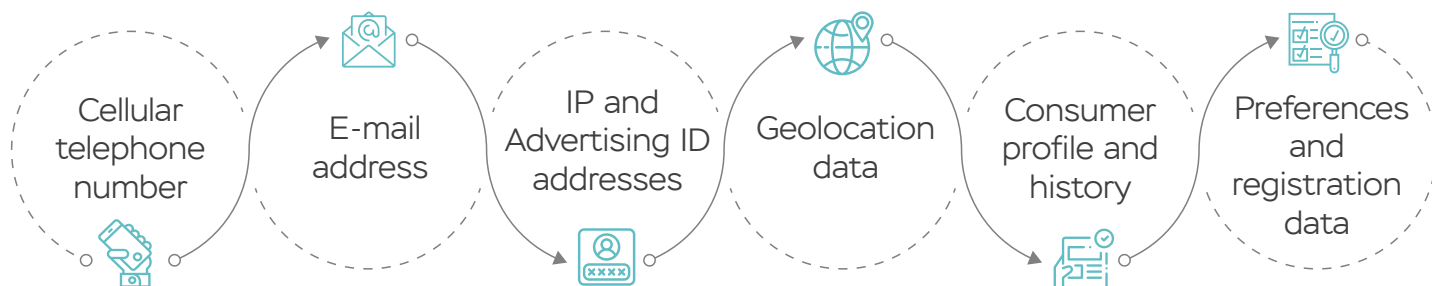 Cellular
telephone
number
E-mail
address
IP and
Advertising ID
addresses
Geolocation
data
Consumer
profile and
history
Preferences
and
registration
data